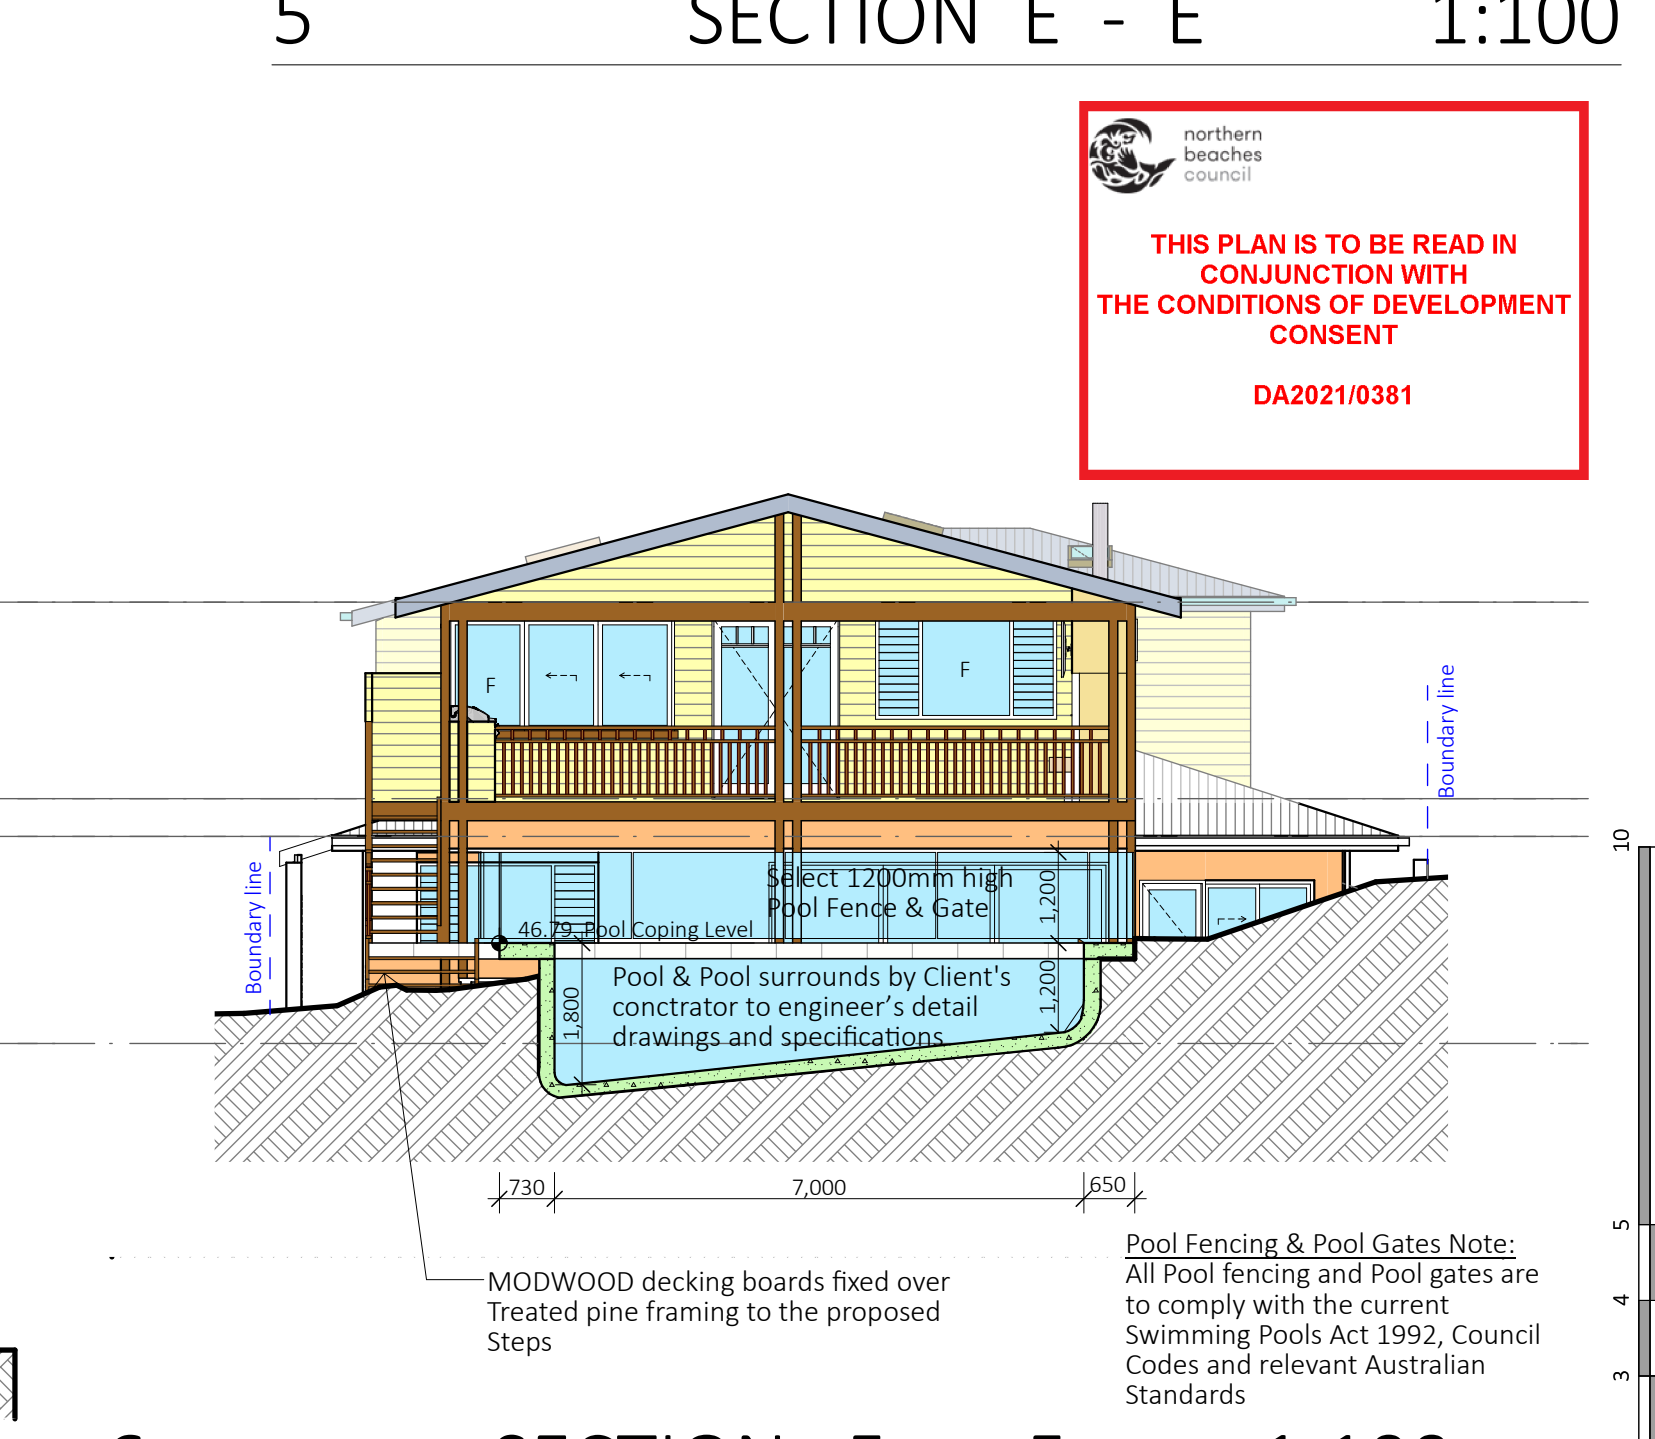 5 SECTION E - E 1:100
northern
beaches
council
THIS PLAN IS TO BE READ IN
CONJUNCTION WITH
THE CONDITIONS OF DEVELOPMENT
CONSENT
DA2021/0381
Boundary line
F
F
Select 1200mm high
Pool Fence & Gate
1,200
46.79 Pool Coping Level
Boundary line
Pool & Pool surrounds by Client's
conctrator to engineer’s detail
drawings and specifications
1,800
1,200
730
7,000
650
MODWOOD decking boards fixed over
Treated pine framing to the proposed
Steps
Pool Fencing & Pool Gates Note:
All Pool fencing and Pool gates are
to comply with the current
Swimming Pools Act 1992, Council
Codes and relevant Australian
Standards
10
5
4
3